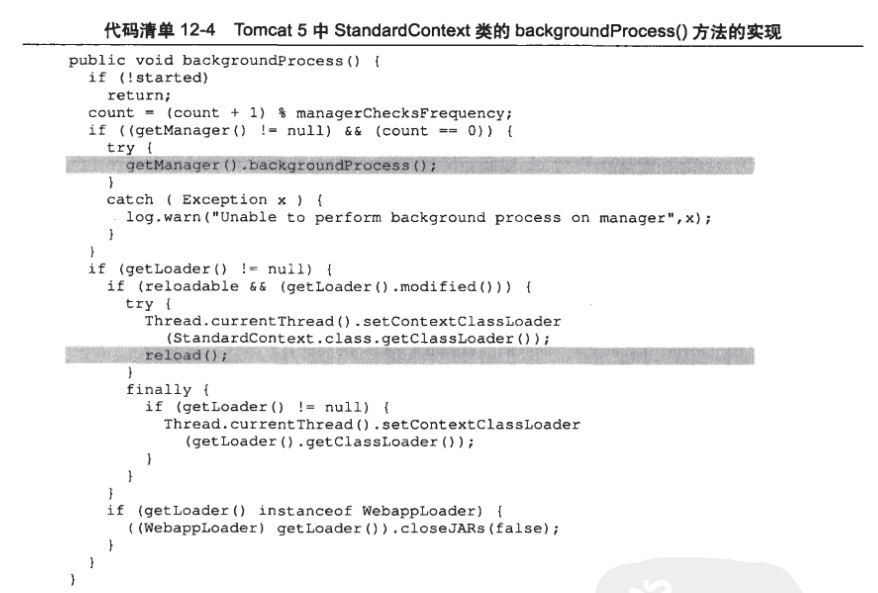 代码清单 12-4 Tomcat 5 中 StandardContext 类的 backgroundProcess() 方法的实现
public void backgroundProcess() {
  if (!started)
    return;
  count = (count + 1) % managerChecksFrequency;
  if ((getManager() != null) && (count == 0)) {
    try {
      getManager().backgroundProcess();
    }
    catch ( Exception x ) {
      log.warn("Unable to perform background process on manager",x);
    }
  }
  if (getLoader() != null) {
    if (reloadable && (getLoader().modified())) {
      try {
        Thread.currentThread().setContextClassLoader
          (StandardContext.class.getClassLoader());
        reload();
      }
      finally {
        if (getLoader() != null) {
          Thread.currentThread().setContextClassLoader
            (getLoader().getClassLoader());
        }
      }
    }
    if (getLoader() instanceof WebappLoader) {
      ((WebappLoader) getLoader()).closeJARs(false);
    }
  }
}